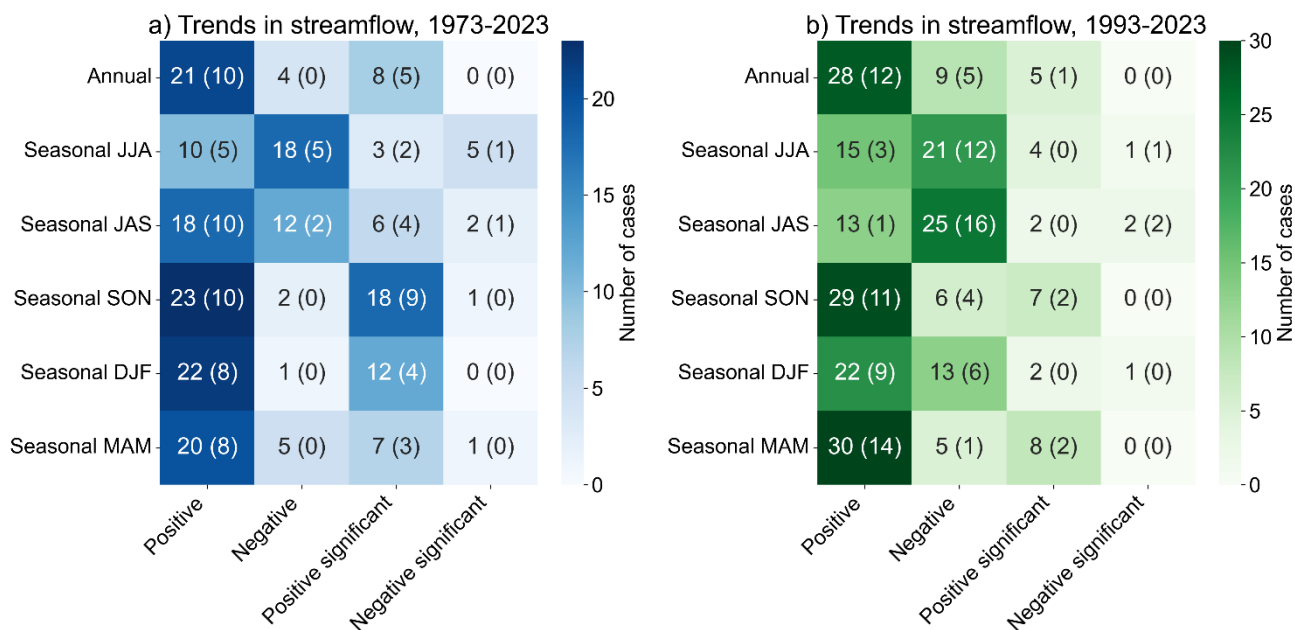 a) Trends in streamflow, 1973-2023
Annual 21 (10) 4 (0) 8 (5) 0 (0)
Seasonal JJA 10 (5) 18 (5) 3 (2) 5 (1)
Seasonal JAS 18 (10) 12 (2) 6 (4) 2 (1)
Seasonal SON 23 (10) 2 (0) 18 (9) 1 (0)
Seasonal DJF 22 (8) 1 (0) 12 (4) 0 (0)
Seasonal MAM 20 (8) 5 (0) 7 (3) 1 (0)
Positive
Negative
Positive significant
Negative significant
20
15
10
5
0
Number of cases
b) Trends in streamflow, 1993-2023
Annual 28 (12) 9 (5) 5 (1) 0 (0)
Seasonal JJA 15 (3) 21 (12) 4 (0) 1 (1)
Seasonal JAS 13 (1) 25 (16) 2 (0) 2 (2)
Seasonal SON 29 (11) 6 (4) 7 (2) 0 (0)
Seasonal DJF 22 (9) 13 (6) 2 (0) 1 (0)
Seasonal MAM 30 (14) 5 (1) 8 (2) 0 (0)
Positive
Negative
Positive significant
Negative significant
30
25
20
15
10
5
0
Number of cases